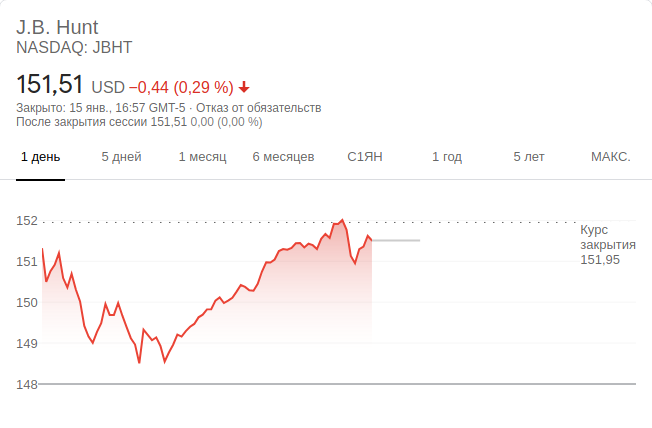 J.B. Hunt
NASDAQ: JBHT
151,51 USD −0,44 (0,29 %)
Закрыто: 15 янв., 16:57 GMT-5 · Отказ от обязательств
После закрытия сессии 151,51 0,00 (0,00 %)
1 день 5 дней 1 месяц 6 месяцев С1ЯН 1 год 5 лет МАКС.
152
Курс
закрытия
151,95
151
150
149
148